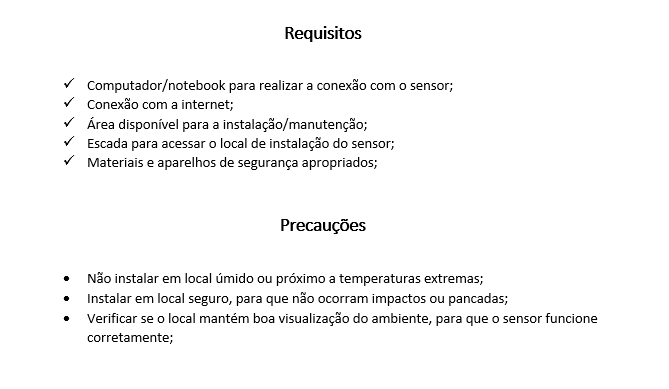 Requisitos
✓ Computador/notebook para realizar a conexão com o sensor;
✓ Conexão com a internet;
✓ Área disponível para a instalação/manutenção;
✓ Escada para acessar o local de instalação do sensor;
✓ Materiais e aparelhos de segurança apropriados;
Precauções
• Não instalar em local úmido ou próximo a temperaturas extremas;
• Instalar em local seguro, para que não ocorram impactos ou pancadas;
• Verificar se o local mantém boa visualização do ambiente, para que o sensor funcione
corretamente;